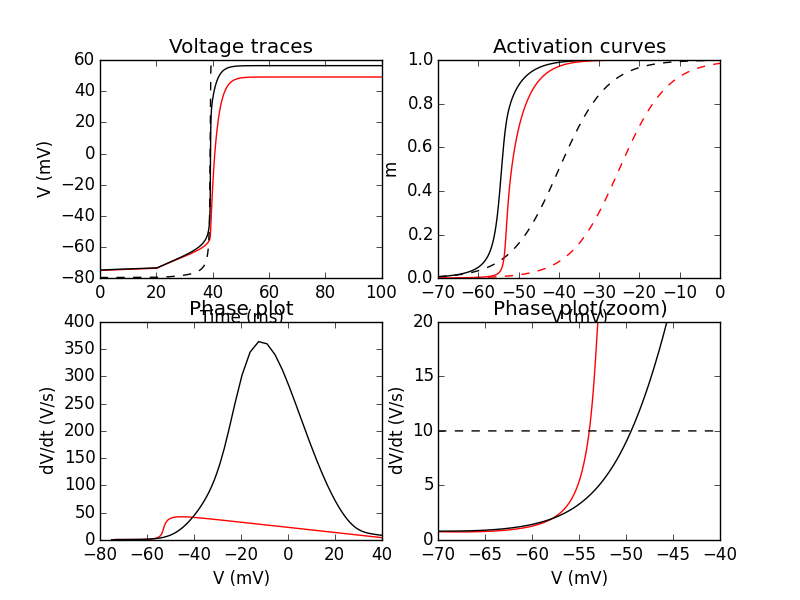 Voltage traces
Activation curves
60
40
20
0
−20
−40
−60
−80
V (mV)
0 20 40 60 80 100
Time (ms)
1.0
0.8
0.6
0.4
0.2
0.0
m
−70 −60 −50 −40 −30 −20 −10 0
V (mV)
Phase plot
Phase plot(zoom)
400
350
300
250
200
150
100
50
0
dV/dt (V/s)
−80 −60 −40 −20 0 20 40
V (mV)
20
15
10
5
0
dV/dt (V/s)
−70 −65 −60 −55 −50 −45 −40
V (mV)